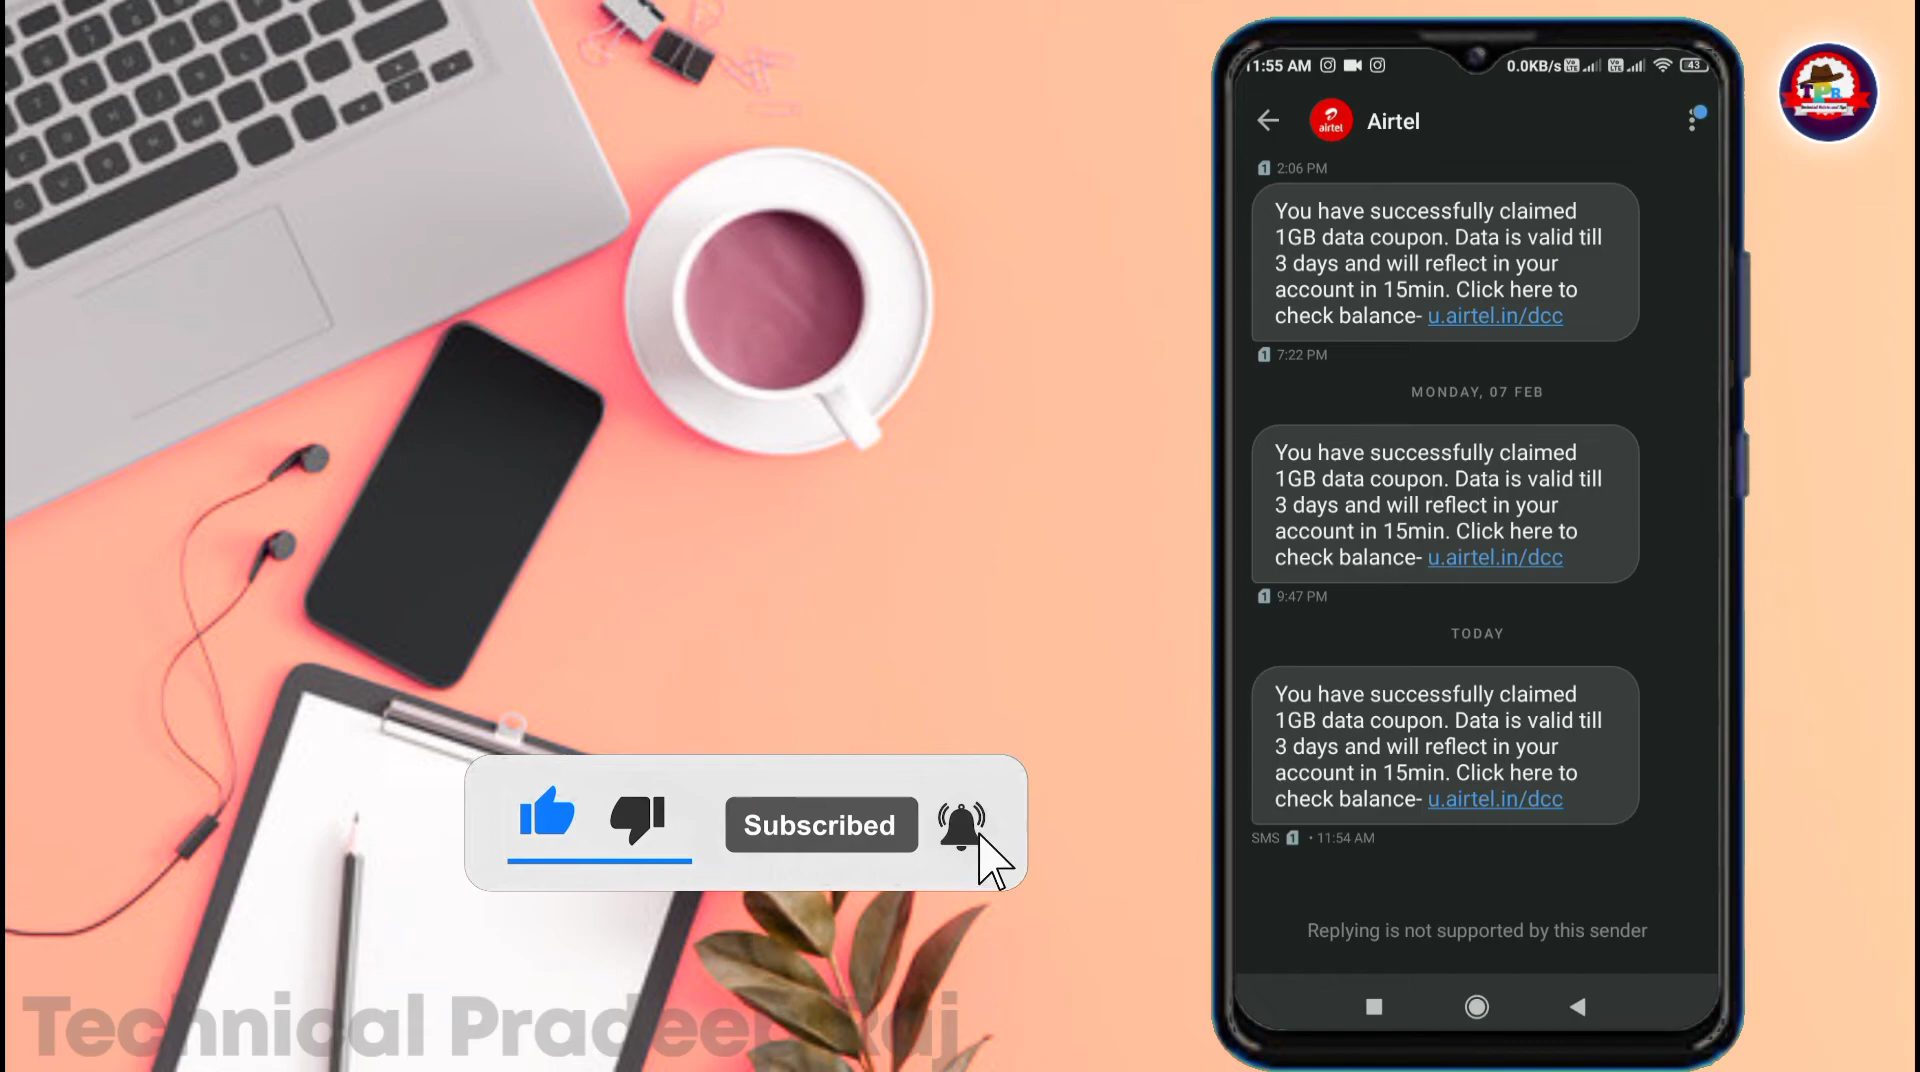 11:55 AM
0.0KB/s
43
airtel
Airtel
1 2:06 PM
You have successfully claimed
1GB data coupon. Data is valid till
3 days and will reflect in your
account in 15min. Click here to
check balance- u.airtel.in/dcc
1 7:22 PM
MONDAY, 07 FEB
You have successfully claimed
1GB data coupon. Data is valid till
3 days and will reflect in your
account in 15min. Click here to
check balance- u.airtel.in/dcc
1 9:47 PM
TODAY
You have successfully claimed
1GB data coupon. Data is valid till
3 days and will reflect in your
account in 15min. Click here to
check balance- u.airtel.in/dcc
SMS 1 • 11:54 AM
Replying is not supported by this sender
Subscribed
Technical Pradeep Raj
TPR